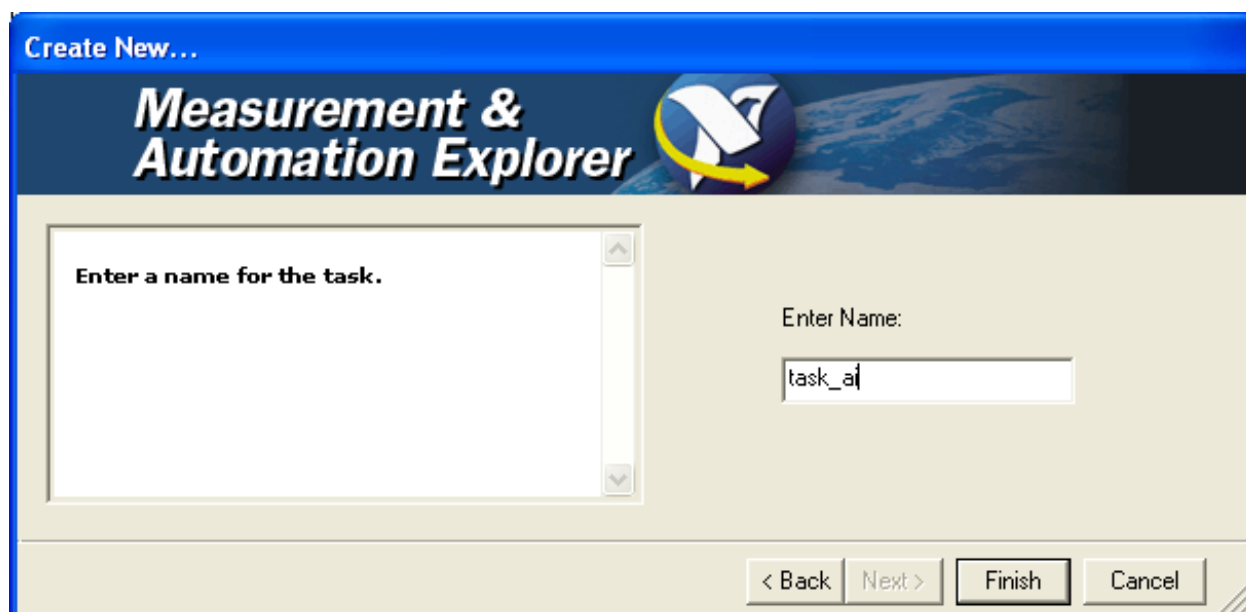 Create New...
Measurement &
Automation Explorer
Enter a name for the task.
Enter Name:
task_ai
< Back Next > Finish Cancel